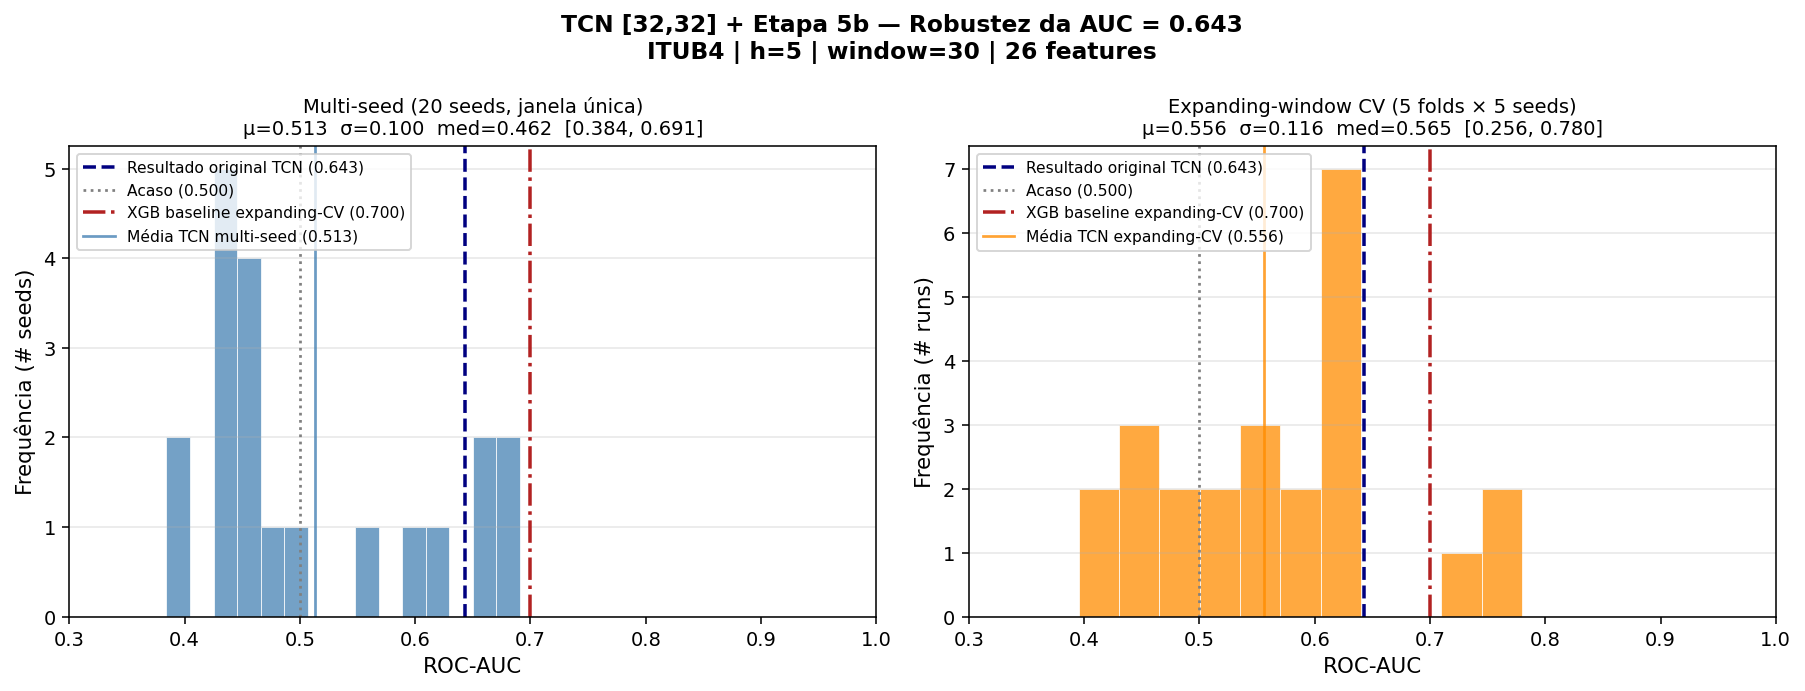 TCN [32,32] + Etapa 5b — Robustez da AUC = 0.643
ITUB4 | h=5 | window=30 | 26 features
Multi-seed (20 seeds, janela única)
μ=0.513 σ=0.100 med=0.462 [0.384, 0.691]
Resultado original TCN (0.643)
Acaso (0.500)
XGB baseline expanding-CV (0.700)
Média TCN multi-seed (0.513)
Frequência (# seeds)
5
4
3
2
1
0
0.3 0.4 0.5 0.6 0.7 0.8 0.9 1.0
ROC-AUC
Expanding-window CV (5 folds × 5 seeds)
μ=0.556 σ=0.116 med=0.565 [0.256, 0.780]
Resultado original TCN (0.643)
Acaso (0.500)
XGB baseline expanding-CV (0.700)
Média TCN expanding-CV (0.556)
Frequência (# runs)
7
6
5
4
3
2
1
0
0.3 0.4 0.5 0.6 0.7 0.8 0.9 1.0
ROC-AUC